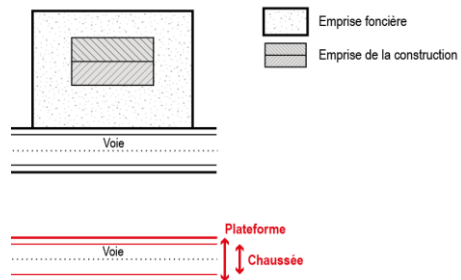 Emprise foncière
Emprise de la construction
Voie
Plateforme
Voie
Chaussée